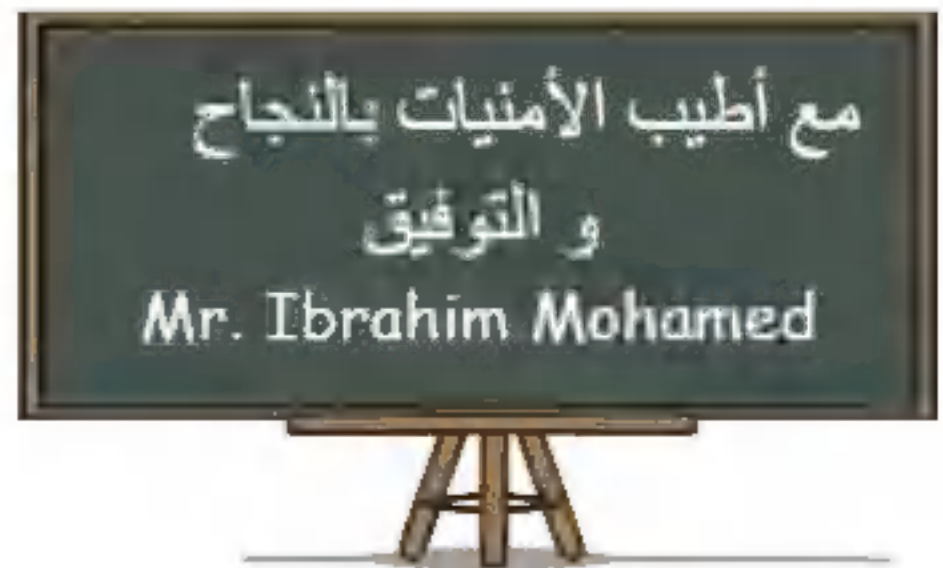 مع أطيب الأمنيات بالنجاح
و التوفيق
Mr. Ibrahim Mohamed